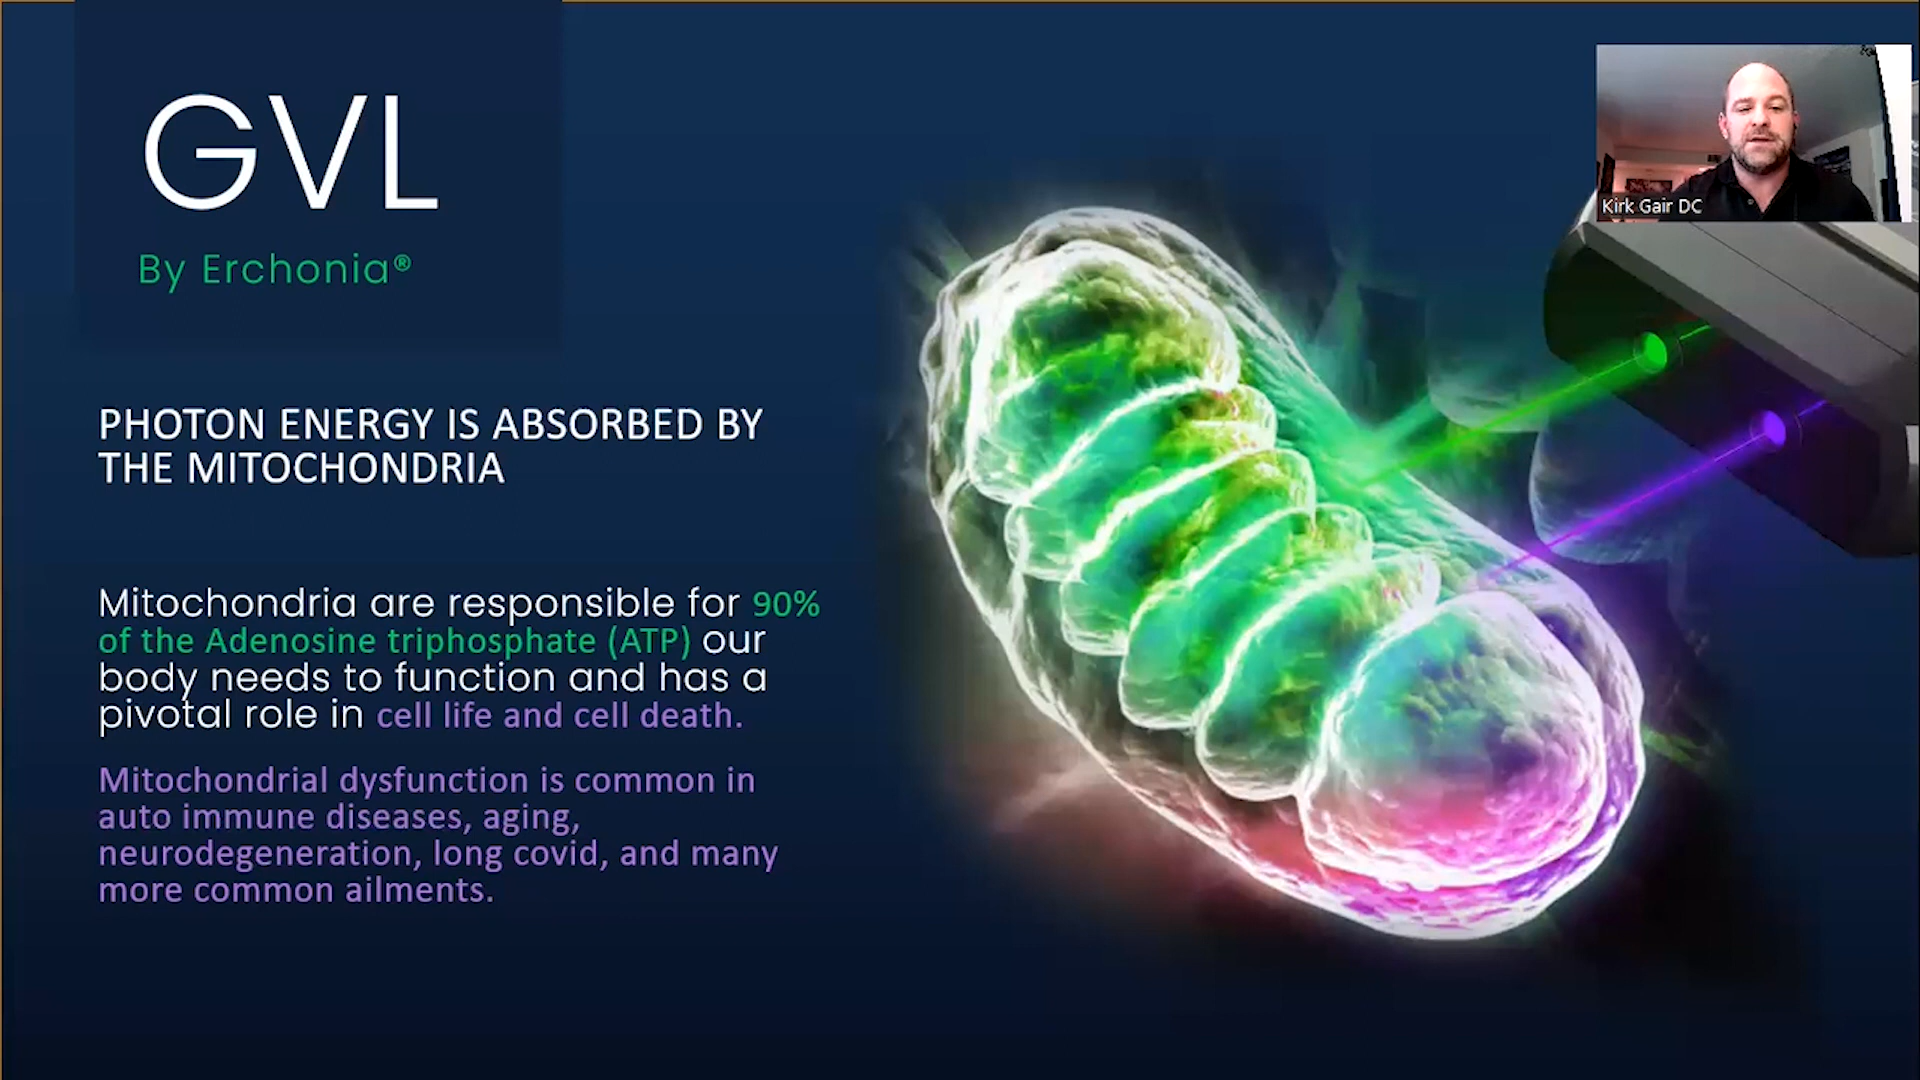 GVL
By Erchonia®
PHOTON ENERGY IS ABSORBED BY
THE MITOCHONDRIA
Mitochondria are responsible for 90%
of the Adenosine triphosphate (ATP) our
body needs to function and has a
pivotal role in cell life and cell death.
Mitochondrial dysfunction is common in
auto immune diseases, aging,
neurodegeneration, long covid, and many
more common ailments.
Kirk Gair DC